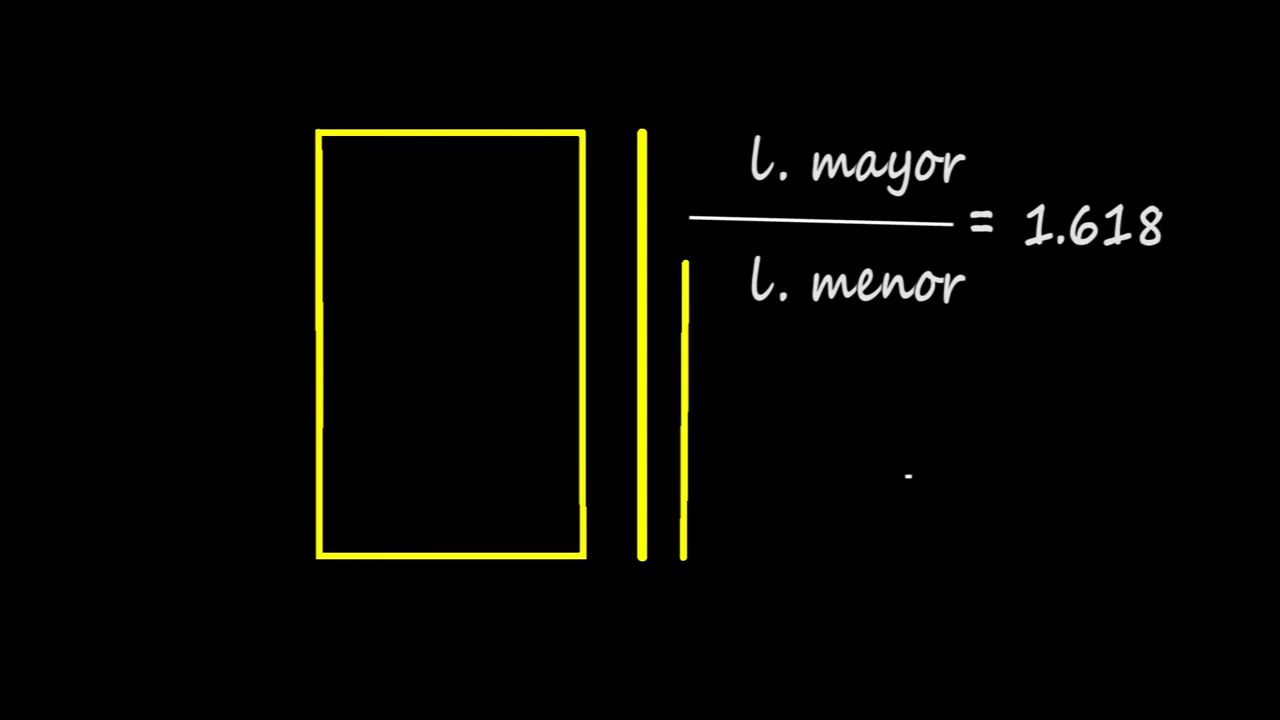 l. mayor
= 1.618
l. menor